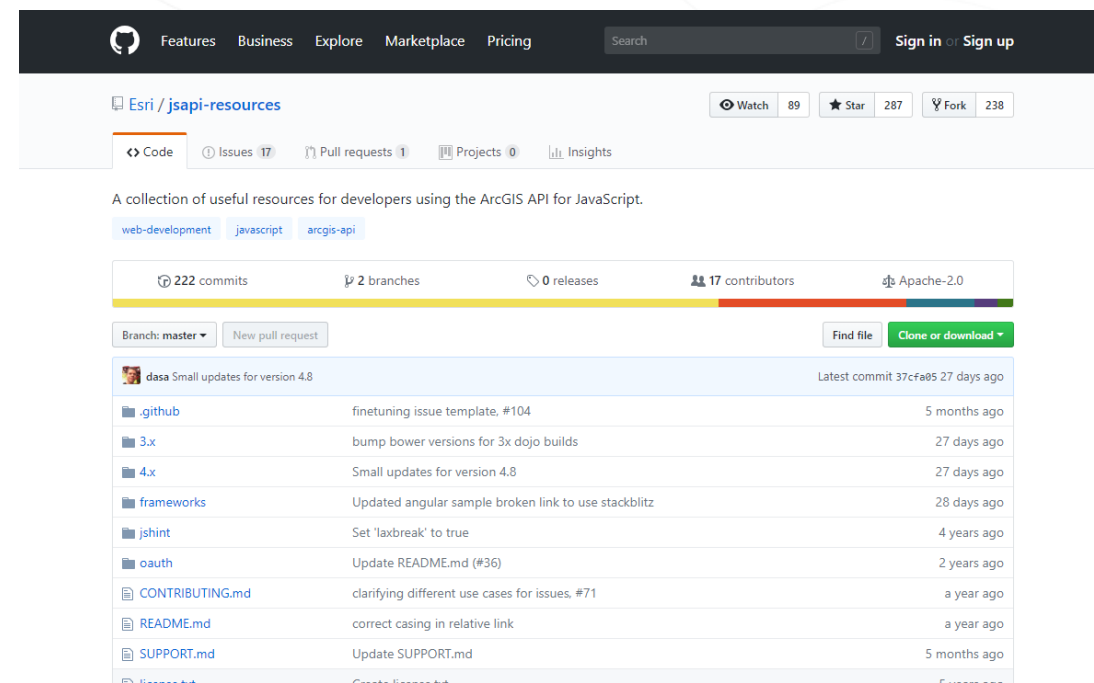 Features Business Explore Marketplace Pricing Search / Sign in or Sign up
Esri / jsapi-resources Watch 89 Star 287 Fork 238
Code Issues 17 Pull requests 1 Projects 0 Insights
A collection of useful resources for developers using the ArcGIS API for JavaScript.
web-development javascript arcgis-api
222 commits 2 branches 0 releases 17 contributors Apache-2.0
Branch: master New pull request Find file Clone or download
dasa Small updates for version 4.8 Latest commit 37cfa05 27 days ago
.github finetuning issue template, #104 5 months ago
3.x bump bower versions for 3x dojo builds 27 days ago
4.x Small updates for version 4.8 27 days ago
frameworks Updated angular sample broken link to use stackblitz 28 days ago
jshint Set 'laxbreak' to true 4 years ago
oauth Update README.md (#36) 2 years ago
CONTRIBUTING.md clarifying different use cases for issues, #71 a year ago
README.md correct casing in relative link a year ago
SUPPORT.md Update SUPPORT.md 5 months ago
license.txt Create license.txt 5 years ago